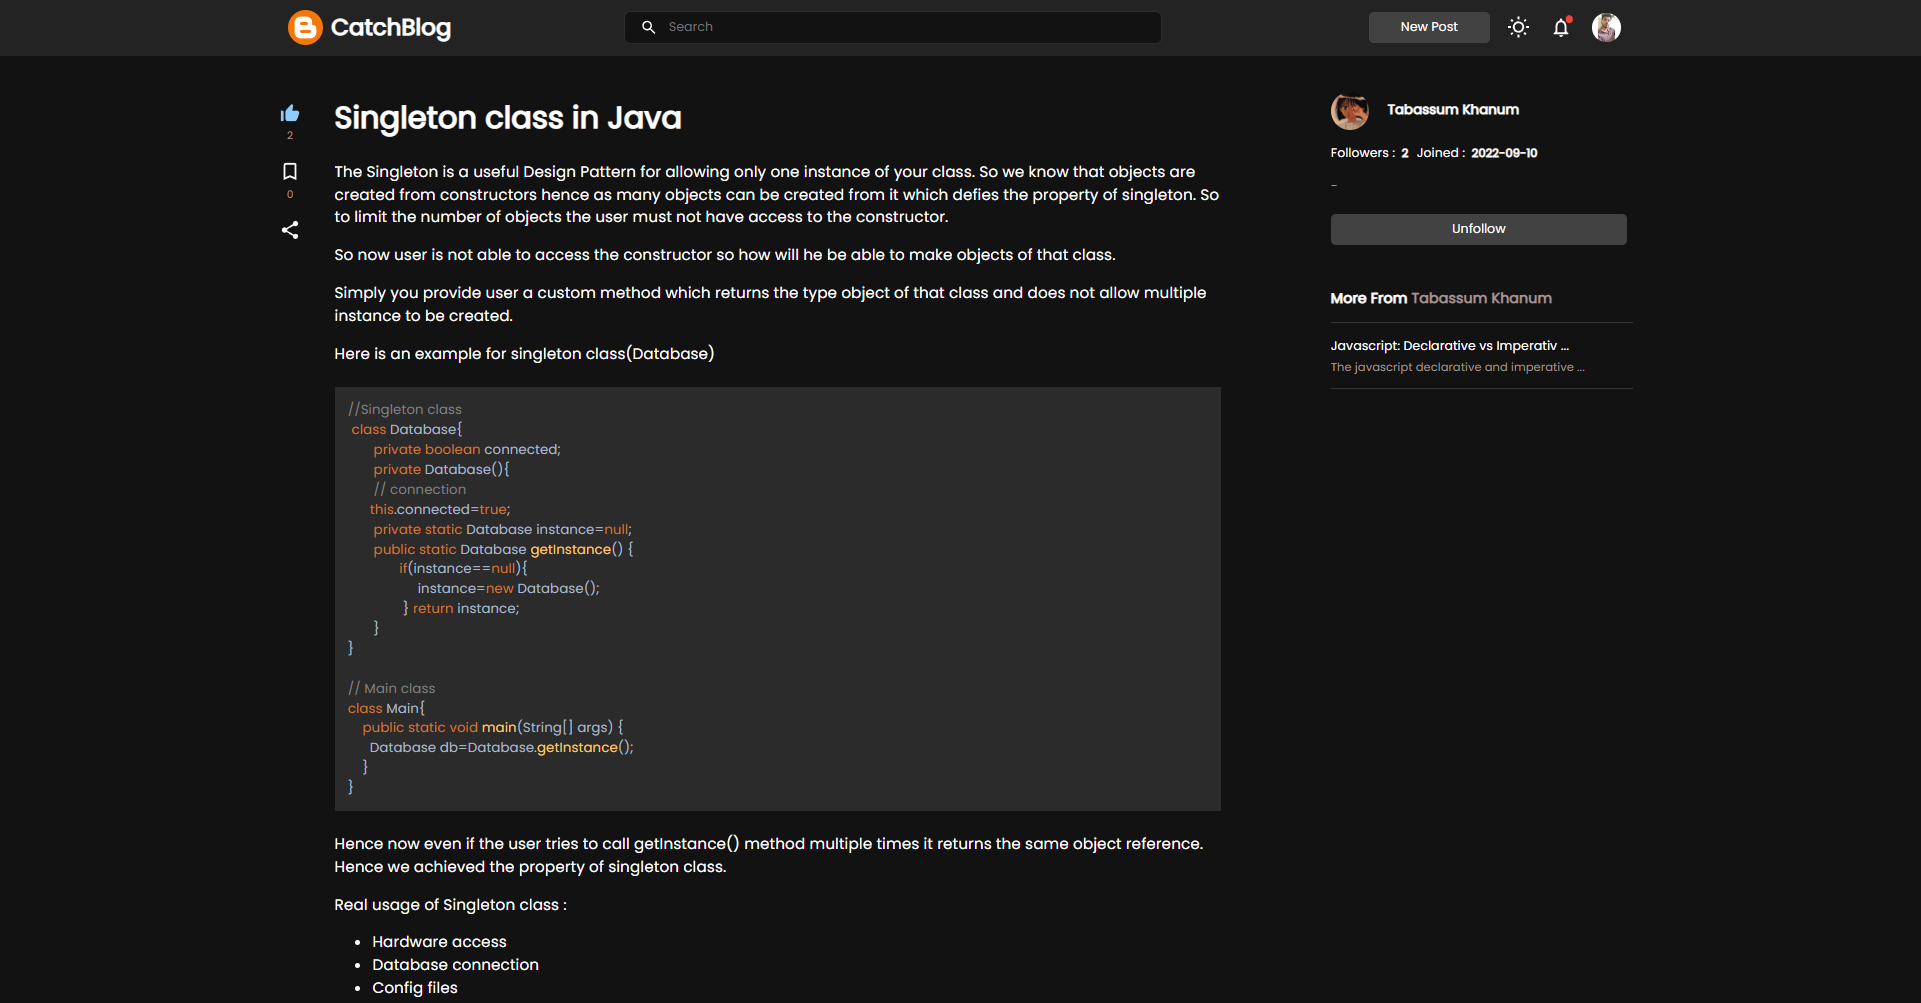 CatchBlog
Search
New Post
2
0
Singleton class in Java
The Singleton is a useful Design Pattern for allowing only one instance of your class. So we know that objects are
created from constructors hence as many objects can be created from it which defies the property of singleton. So
to limit the number of objects the user must not have access to the constructor.
So now user is not able to access the constructor so how will he be able to make objects of that class.
Simply you provide user a custom method which returns the type object of that class and does not allow multiple
instance to be created.
Here is an example for singleton class(Database)
//Singleton class
class Database{
private boolean connected;
private Database(){
// connection
this.connected=true;
private static Database instance=null;
public static Database getInstance() {
if(instance==null){
instance=new Database();
} return instance;
}
}
// Main class
class Main{
public static void main(String[] args) {
Database db=Database.getInstance();
}
}
Hence now even if the user tries to call getInstance() method multiple times it returns the same object reference.
Hence we achieved the property of singleton class.
Real usage of Singleton class :
• Hardware access
• Database connection
• Config files
Tabassum Khanum
Followers : 2 Joined : 2022-09-10
-
Unfollow
More From Tabassum Khanum
Javascript: Declarative vs Imperativ ...
The javascript declarative and imperative ...